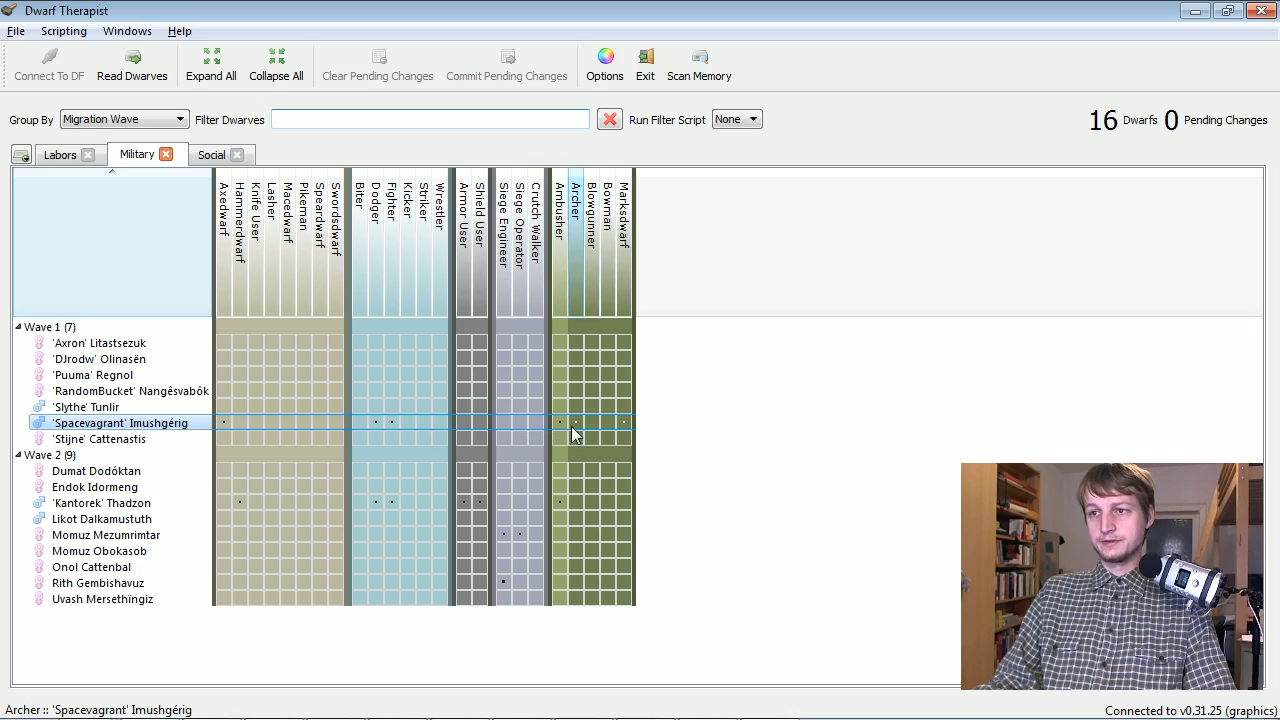 Dwarf Therapist
File Scripting Windows Help
Connect To DF Read Dwarves Expand All Collapse All Clear Pending Changes Commit Pending Changes Options Exit Scan Memory
Group By Migration Wave Filter Dwarves Run Filter Script None 16 Dwarfs 0 Pending Changes
Labors Military Social
Axedwarf
Hammerdwarf
Knife User
Lasher
Macedwarf
Pikeman
Speardwarf
Swordsdwarf
Biter
Dodger
Fighter
Kicker
Striker
Wrestler
Armor User
Shield User
Siege Engineer
Siege Operator
Crutch Walker
Ambusher
Archer
Blowgunner
Bowman
Marksdwarf
Wave 1 (7)
'Axron' Litastsezuk
'DJrodw' Olinasën
'Puuma' Regnol
'RandomBucket' Nangêsvabôk
'Slythe' Tunlir
'Spacevagrant' Imushgérig
'Stijne' Cattenastis
Wave 2 (9)
Dumat Dodóktan
Endok Idormeng
'Kantorek' Thadzon
Likot Dalkamustuth
Momuz Mezumrimtar
Momuz Obokasob
Onol Cattenbal
Rith Gembishavuz
Uvash Mersethïngiz
Archer :: 'Spacevagrant' Imushgérig Connected to v0.31.25 (graphics)